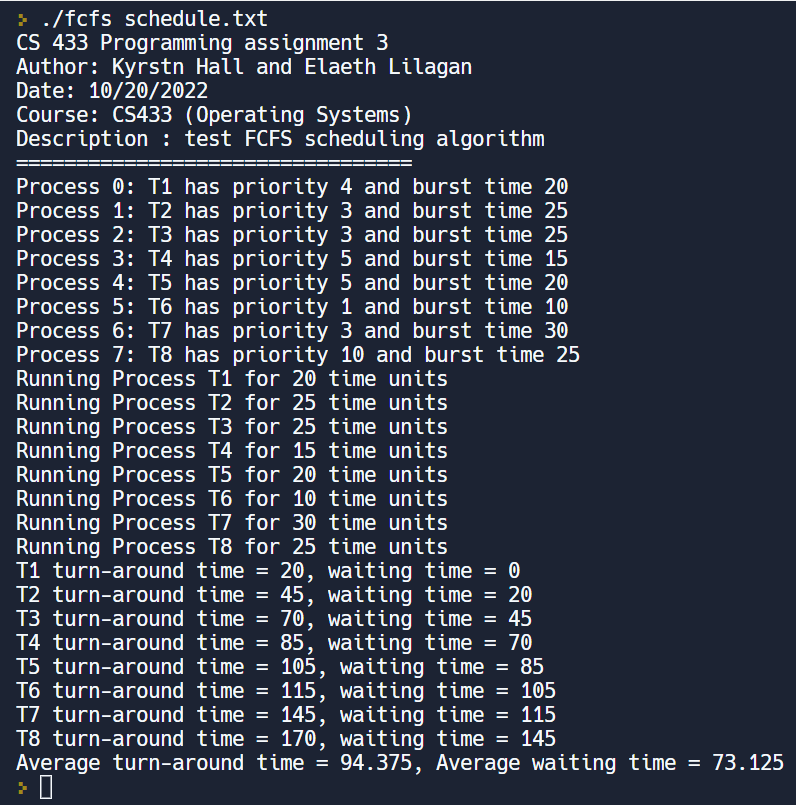 > ./fcfs schedule.txt
CS 433 Programming assignment 3
Author: Kyrstn Hall and Elaeth Lilagan
Date: 10/20/2022
Course: CS433 (Operating Systems)
Description : test FCFS scheduling algorithm
=================================
Process 0: T1 has priority 4 and burst time 20
Process 1: T2 has priority 3 and burst time 25
Process 2: T3 has priority 3 and burst time 25
Process 3: T4 has priority 5 and burst time 15
Process 4: T5 has priority 5 and burst time 20
Process 5: T6 has priority 1 and burst time 10
Process 6: T7 has priority 3 and burst time 30
Process 7: T8 has priority 10 and burst time 25
Running Process T1 for 20 time units
Running Process T2 for 25 time units
Running Process T3 for 25 time units
Running Process T4 for 15 time units
Running Process T5 for 20 time units
Running Process T6 for 10 time units
Running Process T7 for 30 time units
Running Process T8 for 25 time units
T1 turn-around time = 20, waiting time = 0
T2 turn-around time = 45, waiting time = 20
T3 turn-around time = 70, waiting time = 45
T4 turn-around time = 85, waiting time = 70
T5 turn-around time = 105, waiting time = 85
T6 turn-around time = 115, waiting time = 105
T7 turn-around time = 145, waiting time = 115
T8 turn-around time = 170, waiting time = 145
Average turn-around time = 94.375, Average waiting time = 73.125
>